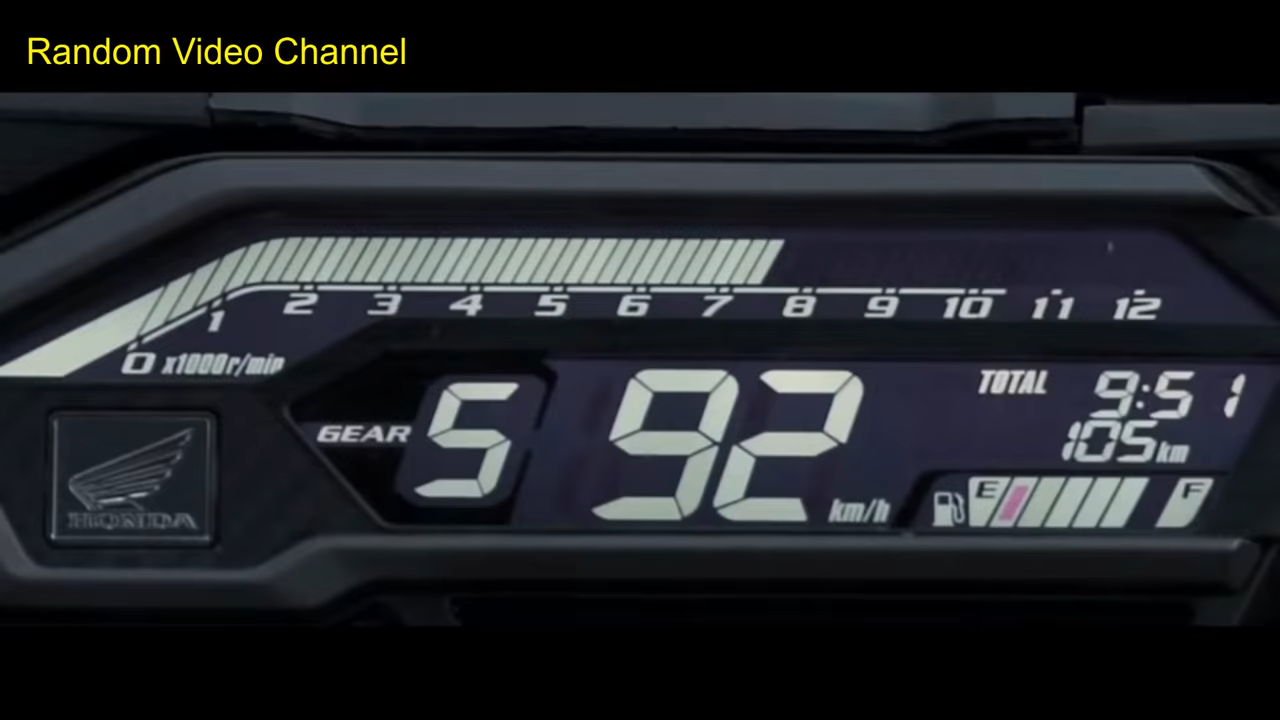 Random Video Channel
1 2 3 4 5 6 7 8 9 10 11 12
0 x1000r/min
TOTAL 9:51
105km
GEAR 5 92 km/h
E F
HONDA